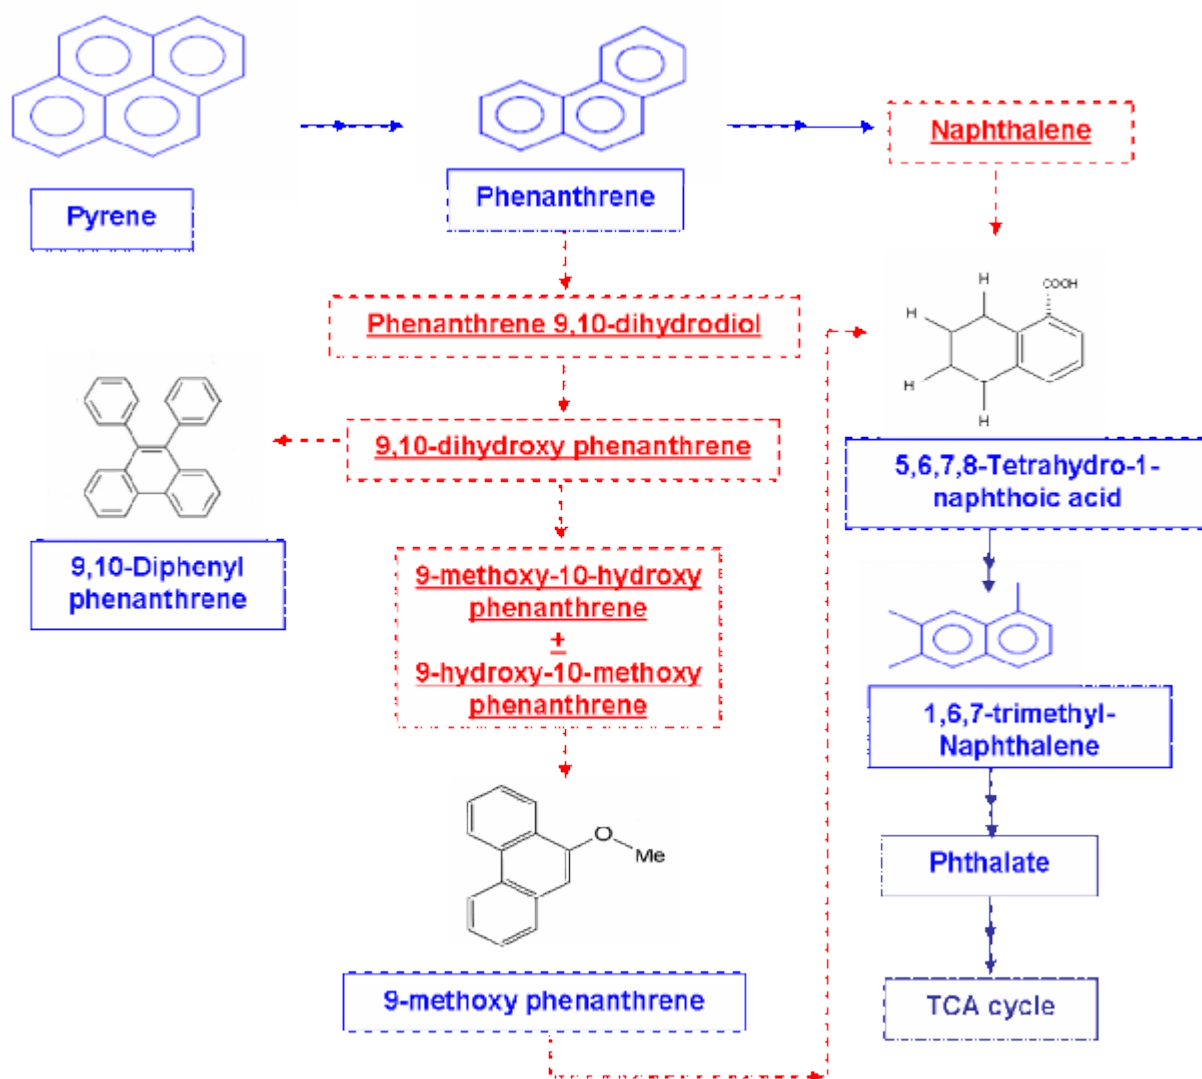 Pyrene
Phenanthrene
Naphthalene
Phenanthrene 9,10-dihydrodiol
H
COOH
H
H
H
9,10-dihydroxy phenanthrene
5,6,7,8-Tetrahydro-1-
naphthoic acid
9,10-Diphenyl
phenanthrene
9-methoxy-10-hydroxy
phenanthrene
±
9-hydroxy-10-methoxy
phenanthrene
1,6,7-trimethyl-
Naphthalene
O
Me
Phthalate
9-methoxy phenanthrene
TCA cycle